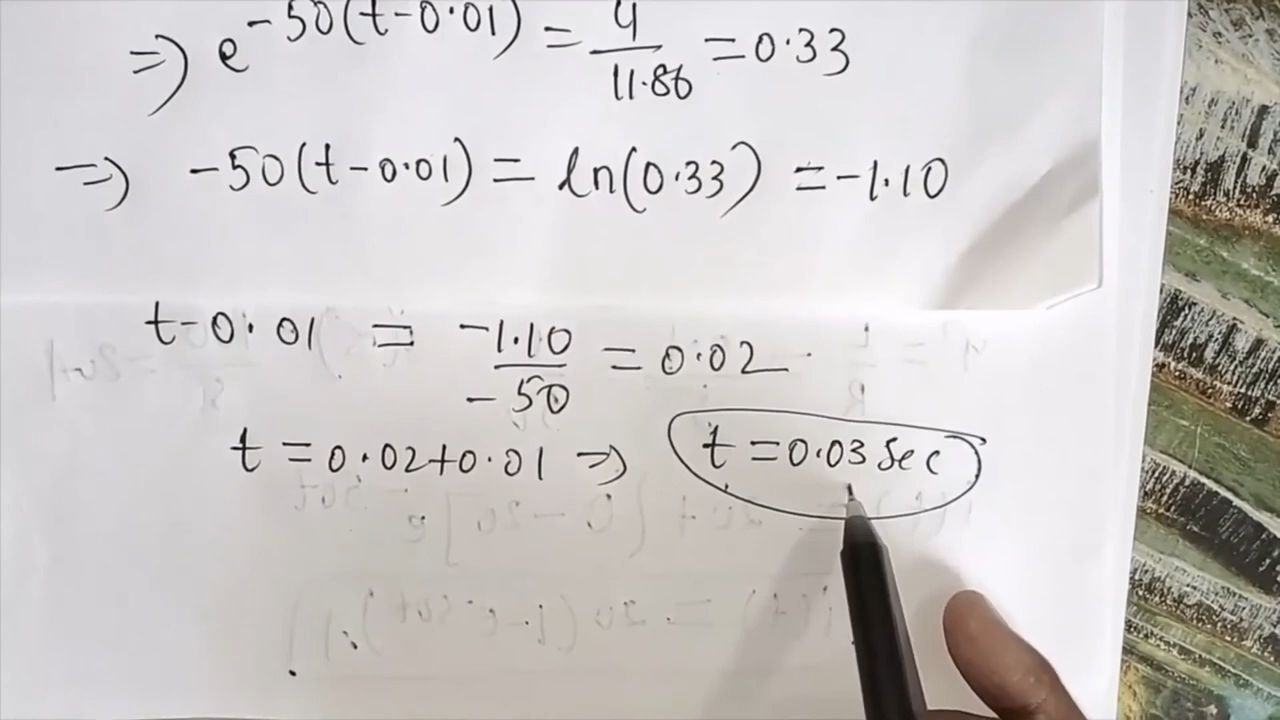 => e^-50(t-0.01) = 4/11.86 = 0.33
=> -50(t-0.01) = ln(0.33) = -1.10
t-0.01 = -1.10/-50 = 0.02
t = 0.02+0.01 => t = 0.03 sec